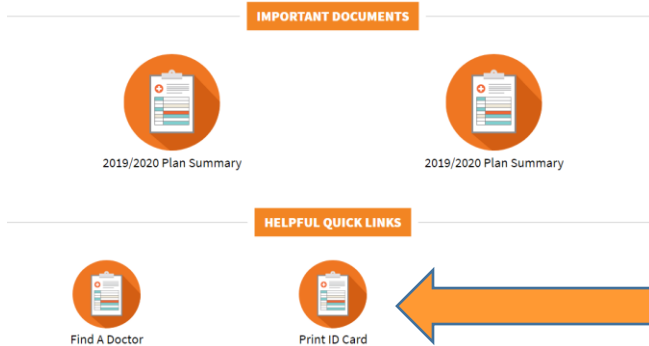 IMPORTANT DOCUMENTS
2019/2020 Plan Summary
2019/2020 Plan Summary
HELPFUL QUICK LINKS
Find A Doctor
Print ID Card